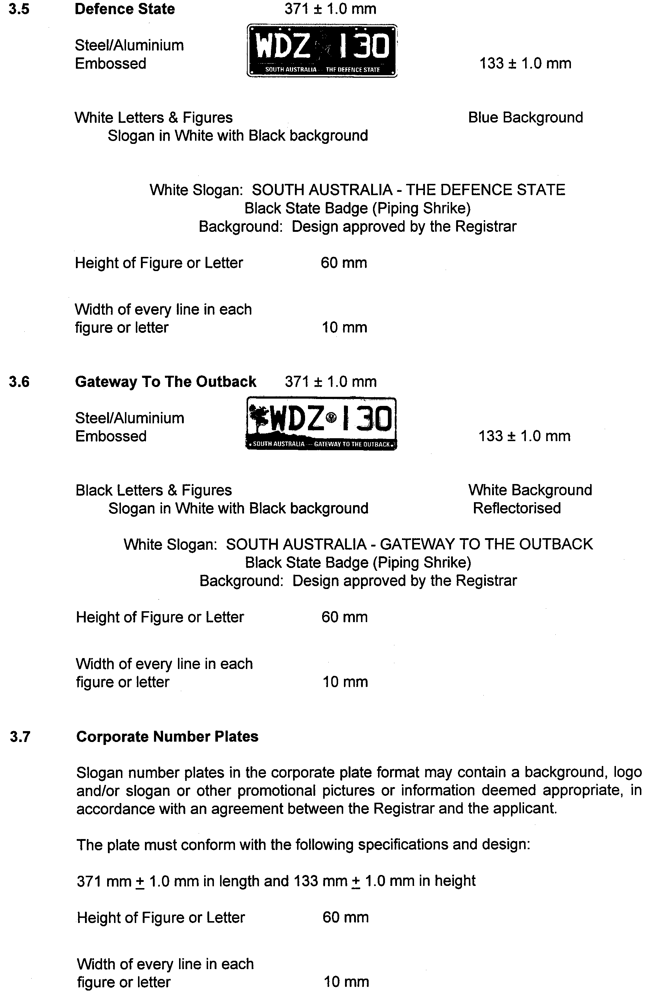 3.5 Defence State 371 ± 1.0 mm
WDZ 130
Steel/Aluminium
Embossed 133 ± 1.0 mm
SOUTH AUSTRALIA - THE DEFENCE STATE
White Letters & Figures Blue Background
Slogan in White with Black background
White Slogan: SOUTH AUSTRALIA - THE DEFENCE STATE
Black State Badge (Piping Shrike)
Background: Design approved by the Registrar
Height of Figure or Letter 60 mm
Width of every line in each
figure or letter 10 mm
3.6 Gateway To The Outback 371 ± 1.0 mm
WDZ 130
Steel/Aluminium
Embossed 133 ± 1.0 mm
SOUTH AUSTRALIA — GATEWAY TO THE OUTBACK
Black Letters & Figures White Background
Slogan in White with Black background Reflectorised
White Slogan: SOUTH AUSTRALIA - GATEWAY TO THE OUTBACK
Black State Badge (Piping Shrike)
Background: Design approved by the Registrar
Height of Figure or Letter 60 mm
Width of every line in each
figure or letter 10 mm
3.7 Corporate Number Plates
Slogan number plates in the corporate plate format may contain a background, logo
and/or slogan or other promotional pictures or information deemed appropriate, in
accordance with an agreement between the Registrar and the applicant.
The plate must conform with the following specifications and design:
371 mm ± 1.0 mm in length and 133 mm ± 1.0 mm in height
Height of Figure or Letter 60 mm
Width of every line in each
figure or letter 10 mm